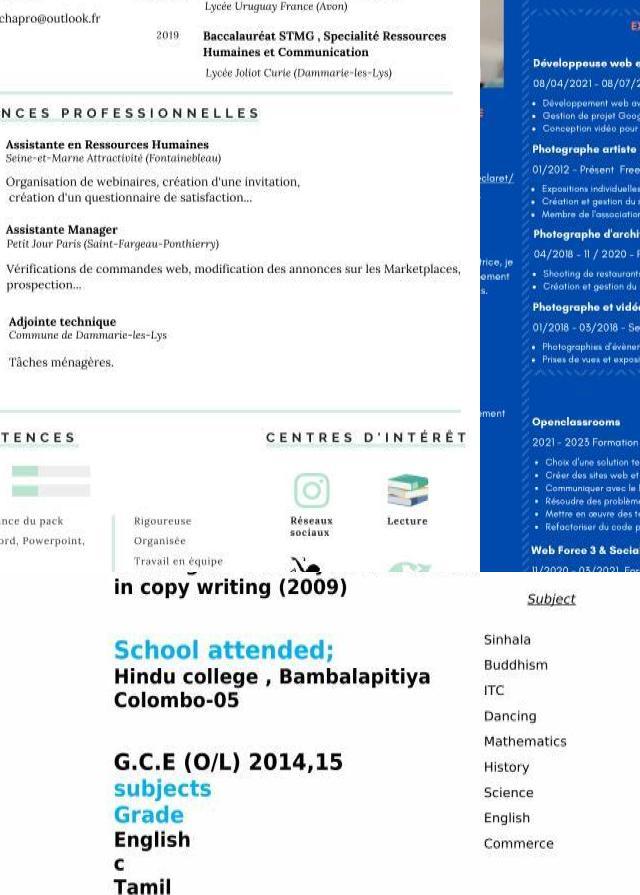 Lycée Uruguay France (Avon)
chapro@outlook.fr
2019 Baccalauréat STMG , Specialité Ressources
Humaines et Communication
Lycée Joliot Curie (Dammarie-les-Lys)
NCES PROFESSIONNELLES
Assistante en Ressources Humaines
Seine-et-Marne Attractivité (Fontainebleau)
Organisation de webinaires, création d'une invitation,
création d'un questionnaire de satisfaction...
Assistante Manager
Petit Jour Paris (Saint-Fargeau-Ponthierry)
Vérifications de commandes web, modification des annonces sur les Marketplaces,
prospection...
Adjointe technique
Commune de Dammarie-les-Lys
Tâches ménagères.
TENCES
nce du pack
ord, Powerpoint,
Rigoureuse
Organisée
Travail en équipe
CENTRES D'INTÉRÊT
Réseaux
sociaux
Lecture
E
eclaret/
trice, je
ement
s.
ement
EX
Développeuse web e
08/04/2021 - 08/07/2
• Développement web av
• Gestion de projet Goog
• Conception vidéo pour
Photographe artiste
01/2012 - Présent Free
• Expositions individuelles
• Création et gestion du
• Membre de l'association
Photographe d'archi
04/2018 - 11 / 2020 - F
• Shooting de restaurant
• Création et gestion du
Photographe et vidé
01/2018 - 03/2018 - Se
• Photographies d'évène
• Prises de vues et exposi
Openclassrooms
2021 - 2023 Formation
• Choix d'une solution te
• Créer des sites web et
• Communiquer avec le
• Résoudre des problèm
• Mettre en œuvre des te
• Refactoriser du code p
Web Force 3 & Socia
11/2020 - 03/2021 For
in copy writing (2009)
School attended;
Hindu college , Bambalapitiya
Colombo-05
G.C.E (O/L) 2014,15
subjects
Grade
English
c
Tamil
Subject
Sinhala
Buddhism
ITC
Dancing
Mathematics
History
Science
English
Commerce